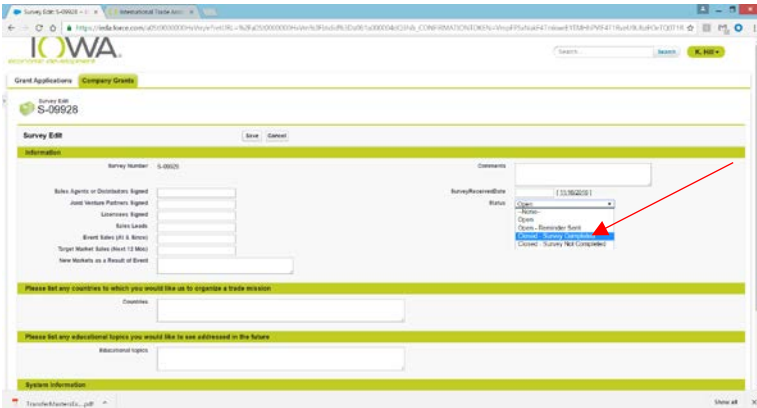 Survey Edit: S-09928 ~
International Trade Asso
IOWA
economic development
Search...
Search
K. Hill
Grant Applications
Company Grants
Survey Edit
S-09928
Survey Edit
Save
Cancel
Information
Survey Number
S-09928
Comments
Sales Agents or Distributors Signed
SurveyReceivedDate
Joint Venture Partners Signed
Status
Open
Licensees Signed
--None--
Open
Sales Leads
Open - Reminder Sent
Event Sales (At & Since)
Closed - Survey Completed
Target Market Sales (Next 12 Mos)
Closed - Survey Not Completed
New Markets as a Result of Event
Please list any countries to which you would like us to organize a trade mission
Countries
Please list any educational topics you would like to see addressed in the future
Educational topics
System Information
Show all